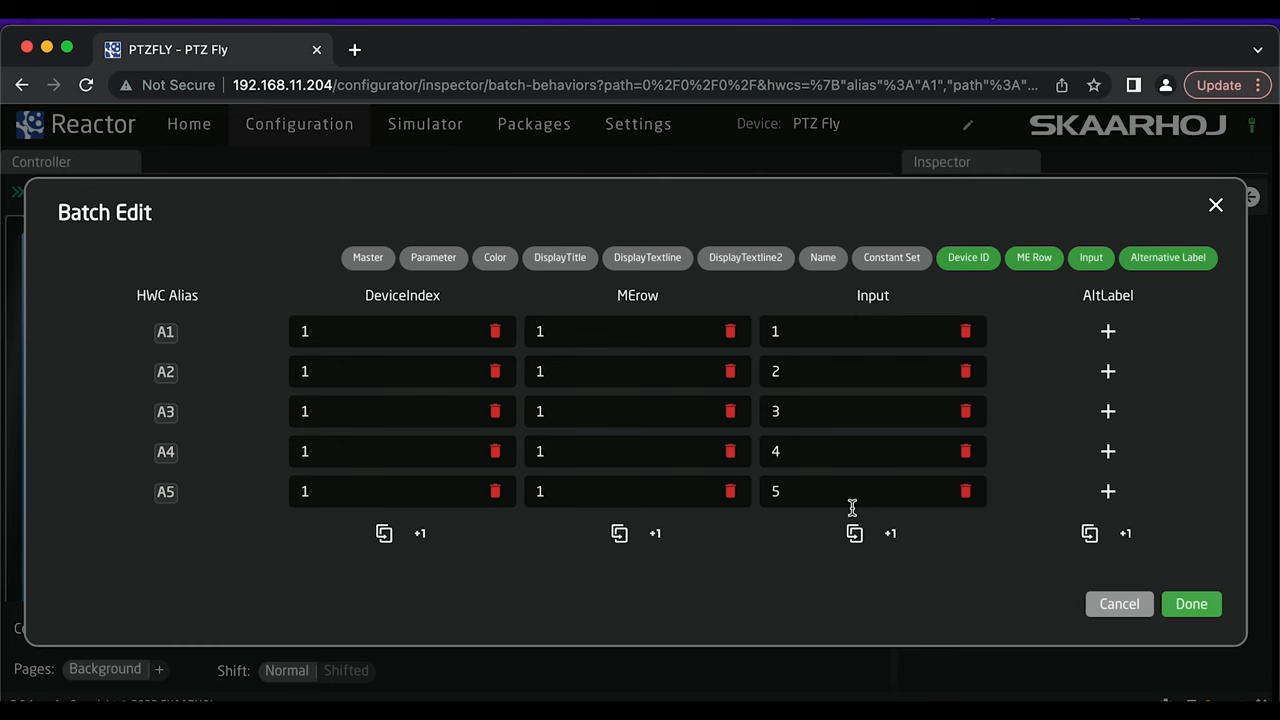 PTZFLY - PTZ Fly
Not Secure 192.168.11.204/configurator/inspector/batch-behaviors?path=0%2F0%2F0%2F&hwcs=%7B"alias"%3A"A1","path"%3A"... Update
Reactor Home Configuration Simulator Packages Settings Device: PTZ Fly SKAARHOJ
Controller Inspector
Batch Edit
Master Parameter Color DisplayTitle DisplayTextline DisplayTextline2 Name Constant Set Device ID ME Row Input Alternative Label
HWC Alias DeviceIndex MErow Input AltLabel
A1 1 1 1 +
A2 1 1 2 +
A3 1 1 3 +
A4 1 1 4 +
A5 1 1 5 +
+1 +1 +1 +1
Cancel Done
Pages: Background + Shift: Normal Shifted